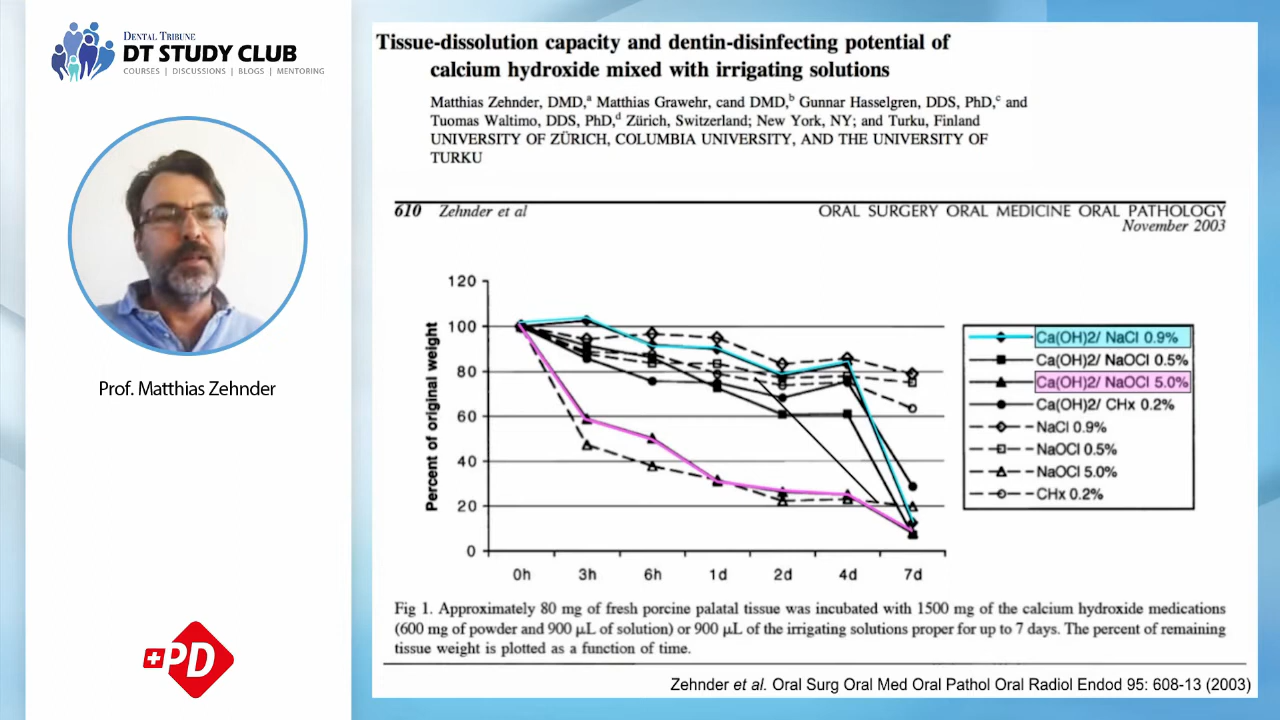 DENTAL TRIBUNE
DT STUDY CLUB
COURSES | DISCUSSIONS | BLOGS | MENTORING
Prof. Matthias Zehnder
PD
Tissue-dissolution capacity and dentin-disinfecting potential of
calcium hydroxide mixed with irrigating solutions
Matthias Zehnder, DMD,a Matthias Grawehr, cand DMD,b Gunnar Hasselgren, DDS, PhD,c and
Tuomas Waltimo, DDS, PhD,d Zürich, Switzerland; New York, NY; and Turku, Finland
UNIVERSITY OF ZÜRICH, COLUMBIA UNIVERSITY, AND THE UNIVERSITY OF
TURKU
610 Zehnder et al ORAL SURGERY ORAL MEDICINE ORAL PATHOLOGY
November 2003
Percent of original weight
120
100
80
60
40
20
0
0h 3h 6h 1d 2d 4d 7d
Ca(OH)2/ NaCl 0.9%
Ca(OH)2/ NaOCl 0.5%
Ca(OH)2/ NaOCl 5.0%
Ca(OH)2/ CHx 0.2%
NaCl 0.9%
NaOCl 0.5%
NaOCl 5.0%
CHx 0.2%
Fig 1. Approximately 80 mg of fresh porcine palatal tissue was incubated with 1500 mg of the calcium hydroxide medications
(600 mg of powder and 900 μL of solution) or 900 μL of the irrigating solutions proper for up to 7 days. The percent of remaining
tissue weight is plotted as a function of time.
Zehnder et al. Oral Surg Oral Med Oral Pathol Oral Radiol Endod 95: 608-13 (2003)